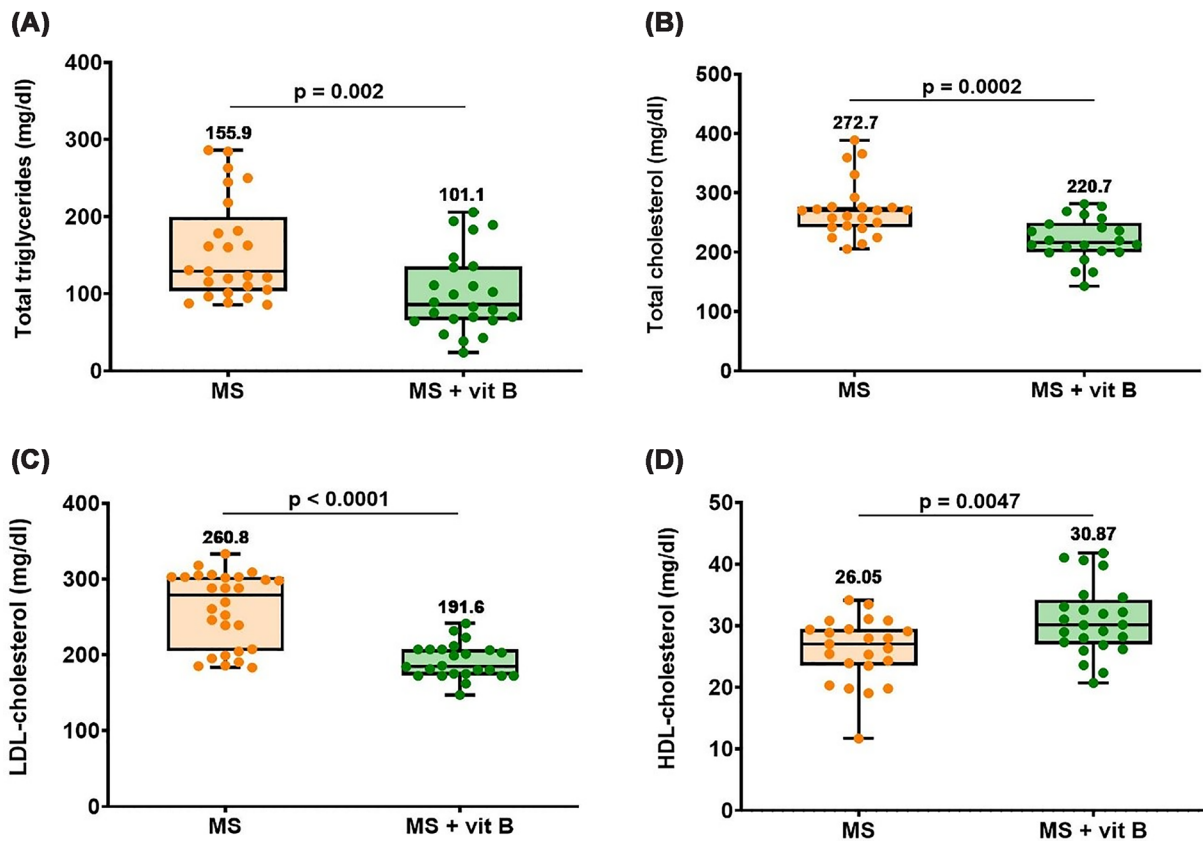 (A)
Total triglycerides (mg/dl)
400
300
200
100
0
p = 0.002
155.9
101.1
MS
MS + vit B
(B)
Total cholesterol (mg/dl)
500
400
300
200
100
0
p = 0.0002
272.7
220.7
MS
MS + vit B
(C)
LDL-cholesterol (mg/dl)
400
300
200
100
0
p < 0.0001
260.8
191.6
MS
MS + vit B
(D)
HDL-cholesterol (mg/dl)
50
40
30
20
10
0
p = 0.0047
26.05
30.87
MS
MS + vit B